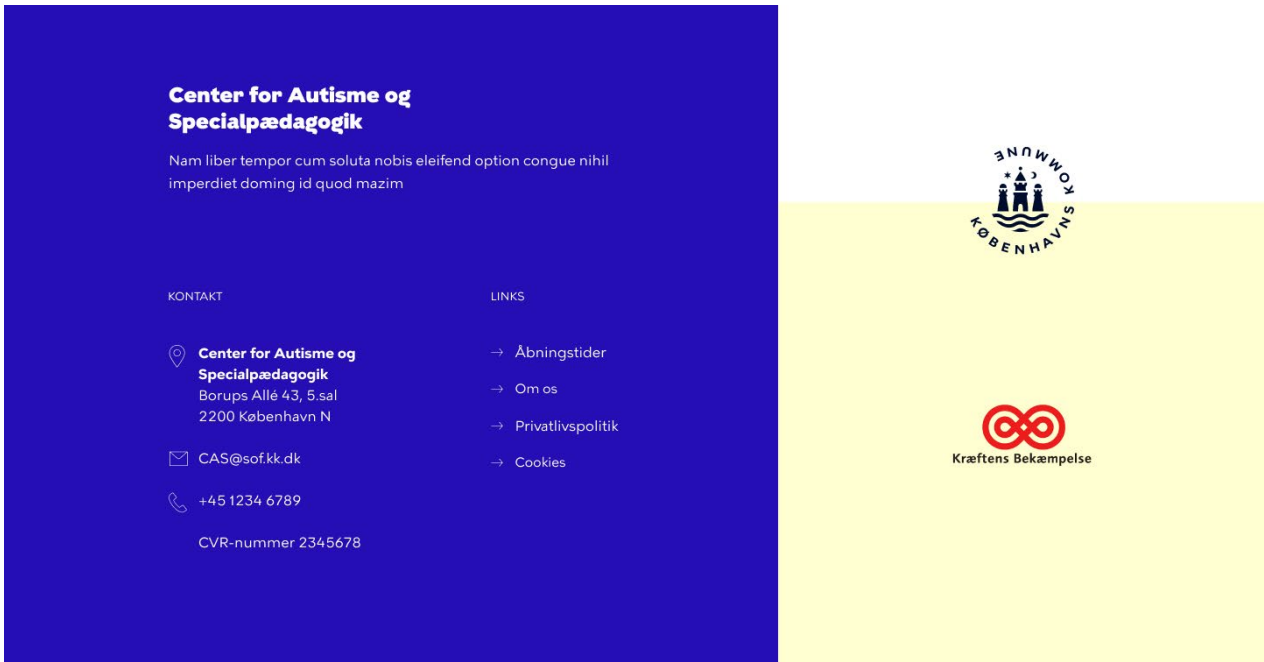 Center for Autisme og
Specialpædagogik
Nam liber tempor cum soluta nobis eleifend option congue nihil
imperdiet doming id quod mazim
KONTAKT
Center for Autisme og
Specialpædagogik
Borups Allé 43, 5.sal
2200 København N
CAS@sof.kk.dk
+45 1234 6789
CVR-nummer 2345678
LINKS
Åbningstider
Om os
Privatlivspolitik
Cookies
KØBENHAVNS KOMMUNE
Kræftens Bekæmpelse